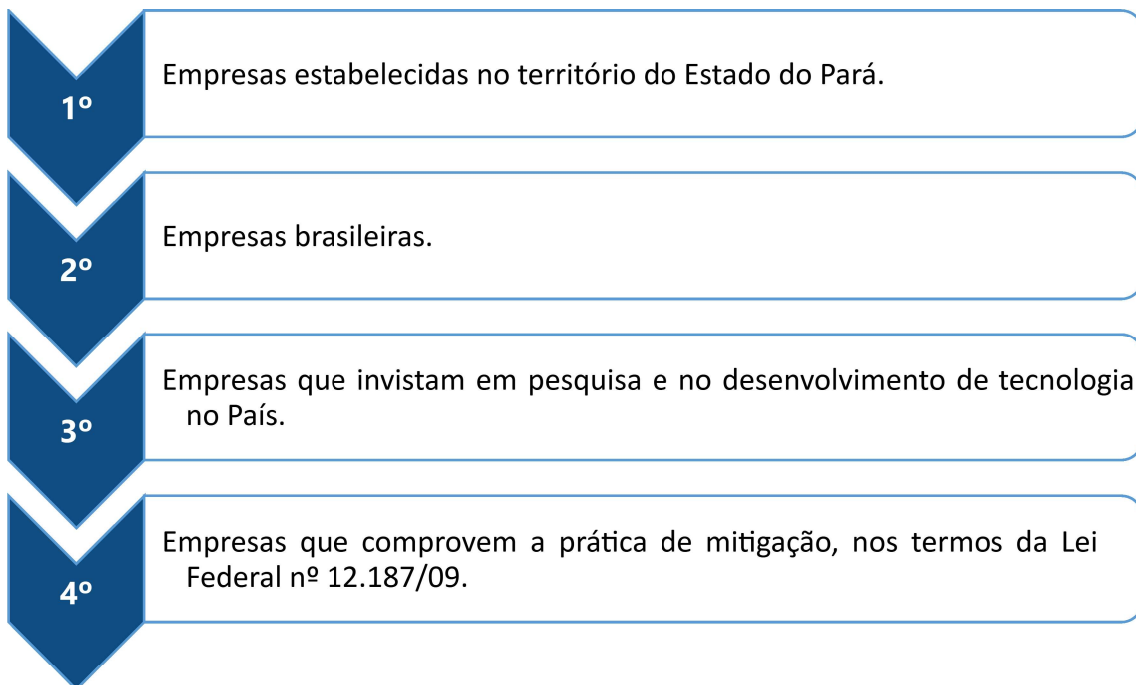 1º
Empresas estabelecidas no território do Estado do Pará.
2º
Empresas brasileiras.
3º
Empresas que invistam em pesquisa e no desenvolvimento de tecnologia
no País.
4º
Empresas que comprovem a prática de mitigação, nos termos da Lei
Federal nº 12.187/09.